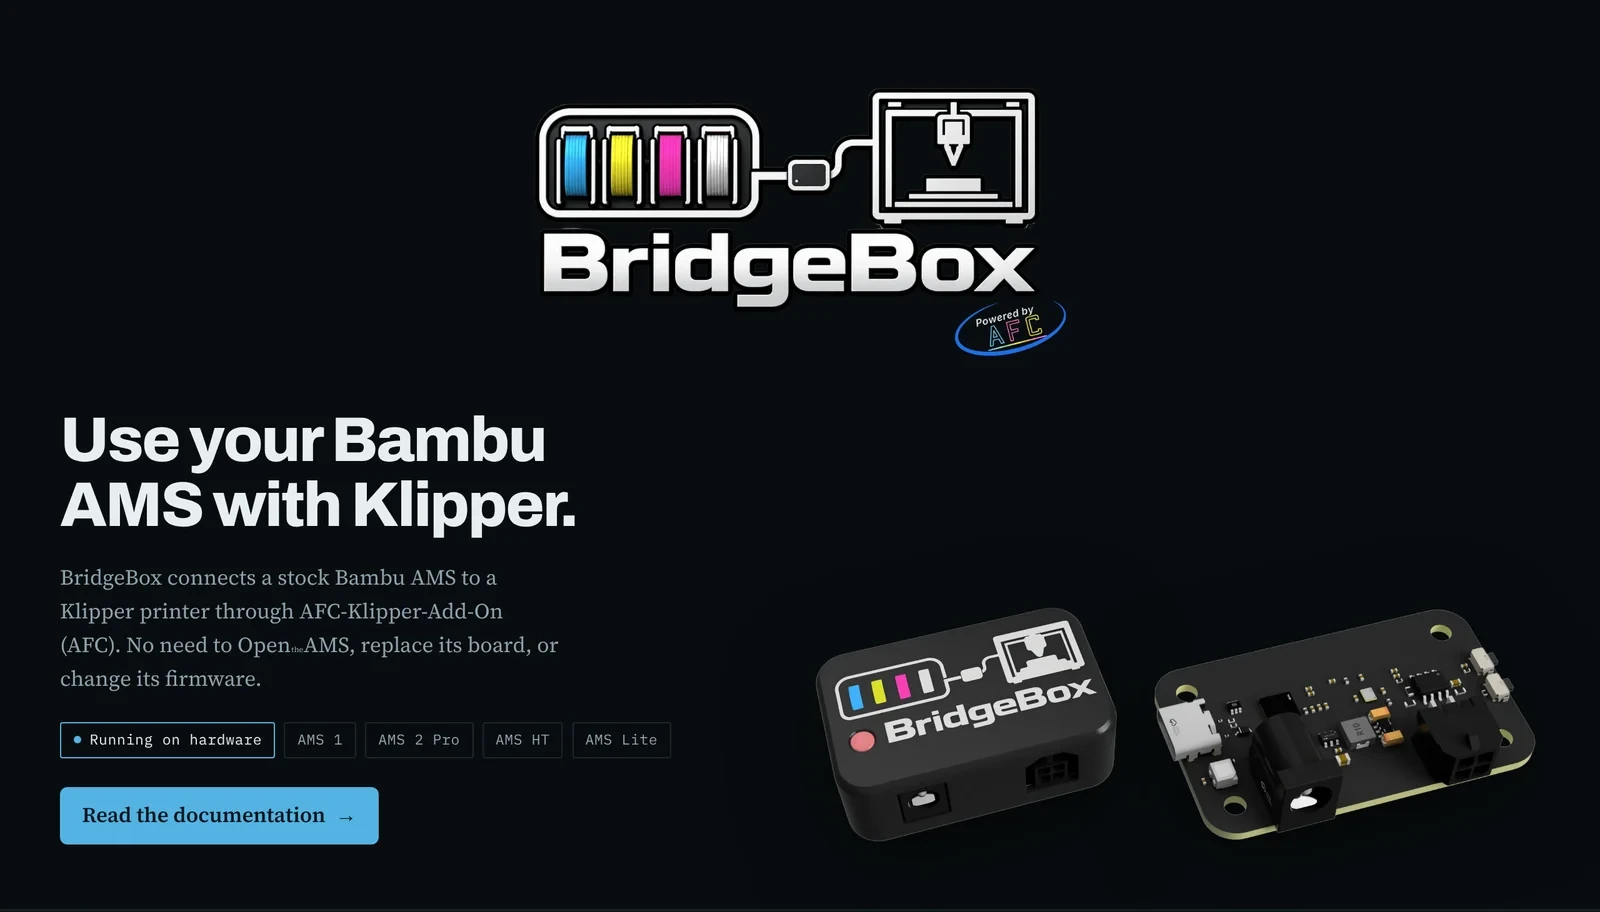 BridgeBox
Powered by
AFC
Use your Bambu
AMS with Klipper.
BridgeBox connects a stock Bambu AMS to a
Klipper printer through AFC-Klipper-Add-On
(AFC). No need to OpentheAMS, replace its board, or
change its firmware.
Running on hardware
AMS 1
AMS 2 Pro
AMS HT
AMS Lite
Read the documentation →
BridgeBox
R10